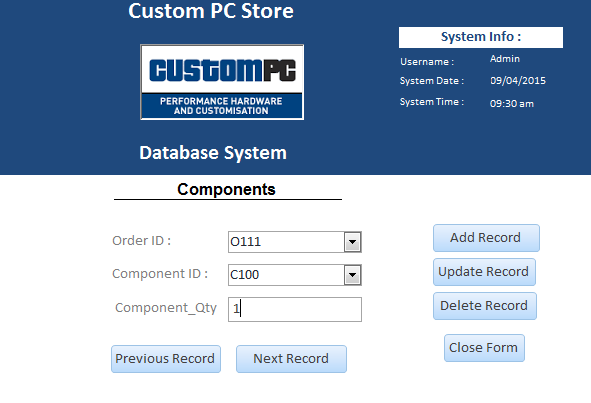 Custom PC Store
System Info :
Username : Admin
System Date : 09/04/2015
System Time : 09:30 am
CUSTOMPC
PERFORMANCE HARDWARE
AND CUSTOMISATION
Database System
Components
Order ID : O111
Add Record
Component ID : C100
Update Record
Component_Qty 1
Delete Record
Previous Record Next Record
Close Form